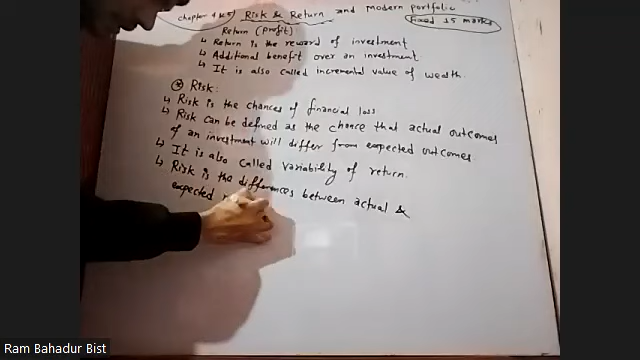 chapter 4 & 5) Risk & Return and modern portfolio
Fixed 15 marks
Return (profit)
↳ Return is the reward of investment
↳ Additional benefit over an investment.
↳ It is also called incremental value of wealth.
* Risk:
↳ Risk is the chances of financial loss
↳ Risk can be defined as the chance that actual outcomes
of an investment will differ from expected outcomes.
↳ It is also called variability of return.
↳ Risk is the differences between actual &
expected
Ram Bahadur Bist